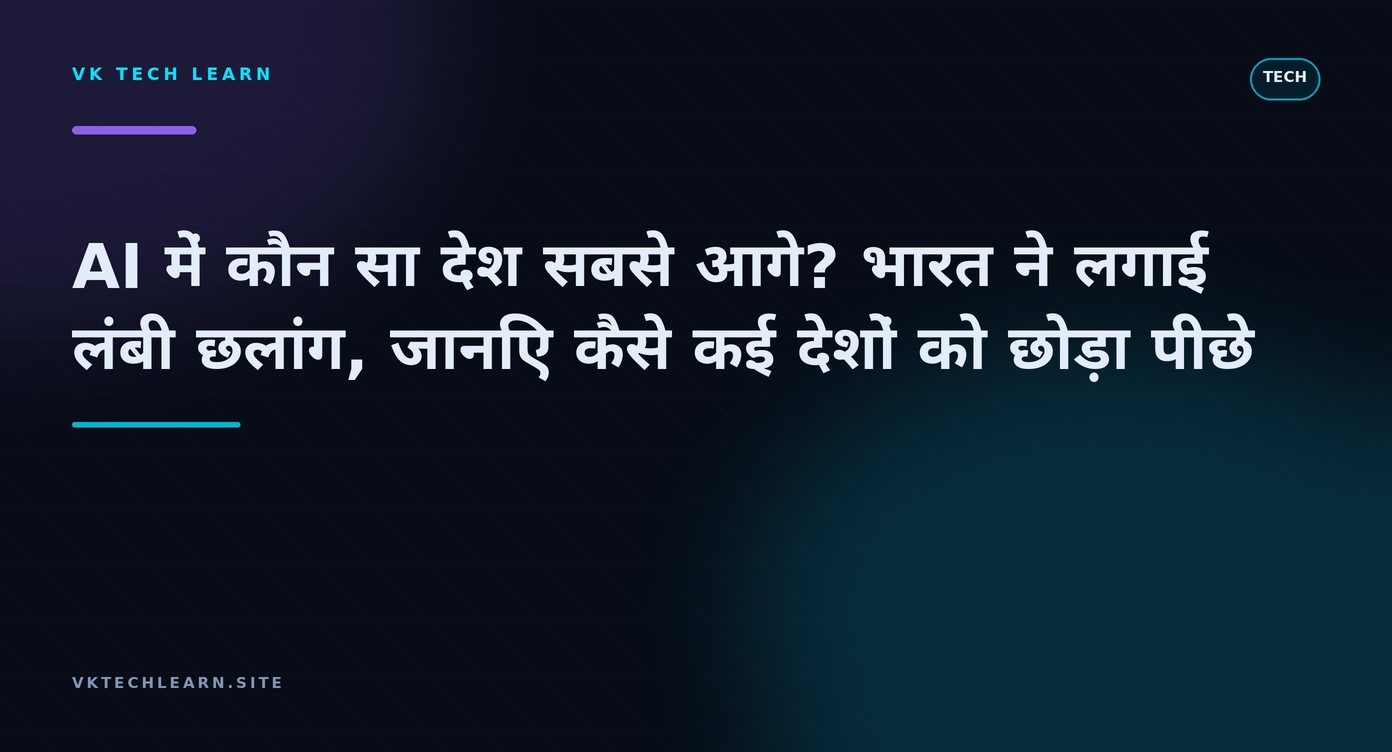 VK TECH LEARN
TECH
AI में कौन सा देश सबसे आगे? भारत ने लगाई
लंबी छलांग, जानिए कैसे कई देशों को छोड़ा पीछे
VKTECHLEARN.SITE